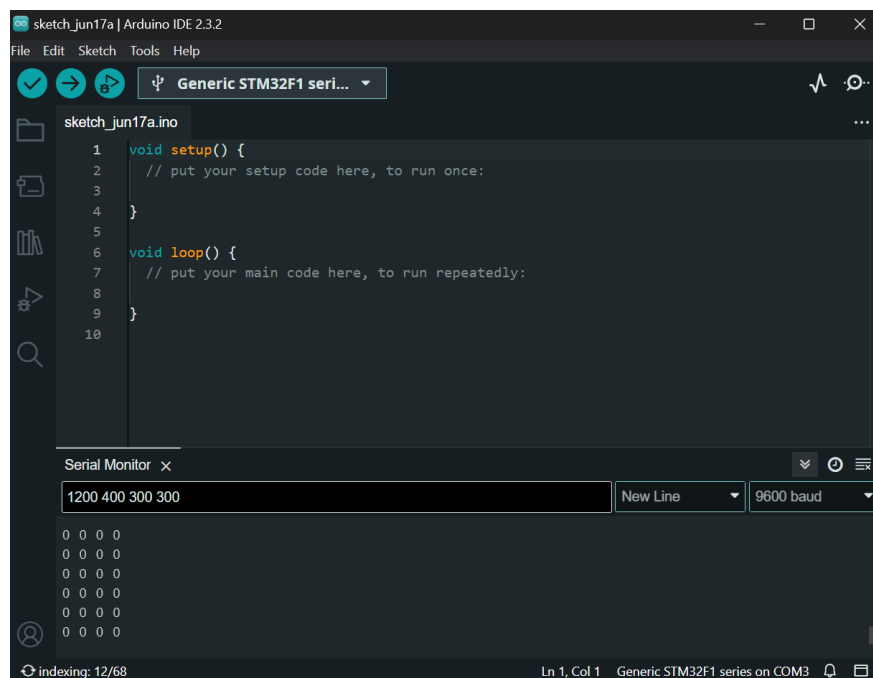 sketch_jun17a | Arduino IDE 2.3.2
File Edit Sketch Tools Help
Generic STM32F1 seri...
sketch_jun17a.ino
...
1 void setup() {
2 // put your setup code here, to run once:
3
4 }
5
6 void loop() {
7 // put your main code here, to run repeatedly:
8
9 }
10
Serial Monitor
1200 400 300 300
New Line
9600 baud
0 0 0 0
0 0 0 0
0 0 0 0
0 0 0 0
0 0 0 0
0 0 0 0
indexing: 12/68
Ln 1, Col 1 Generic STM32F1 series on COM3